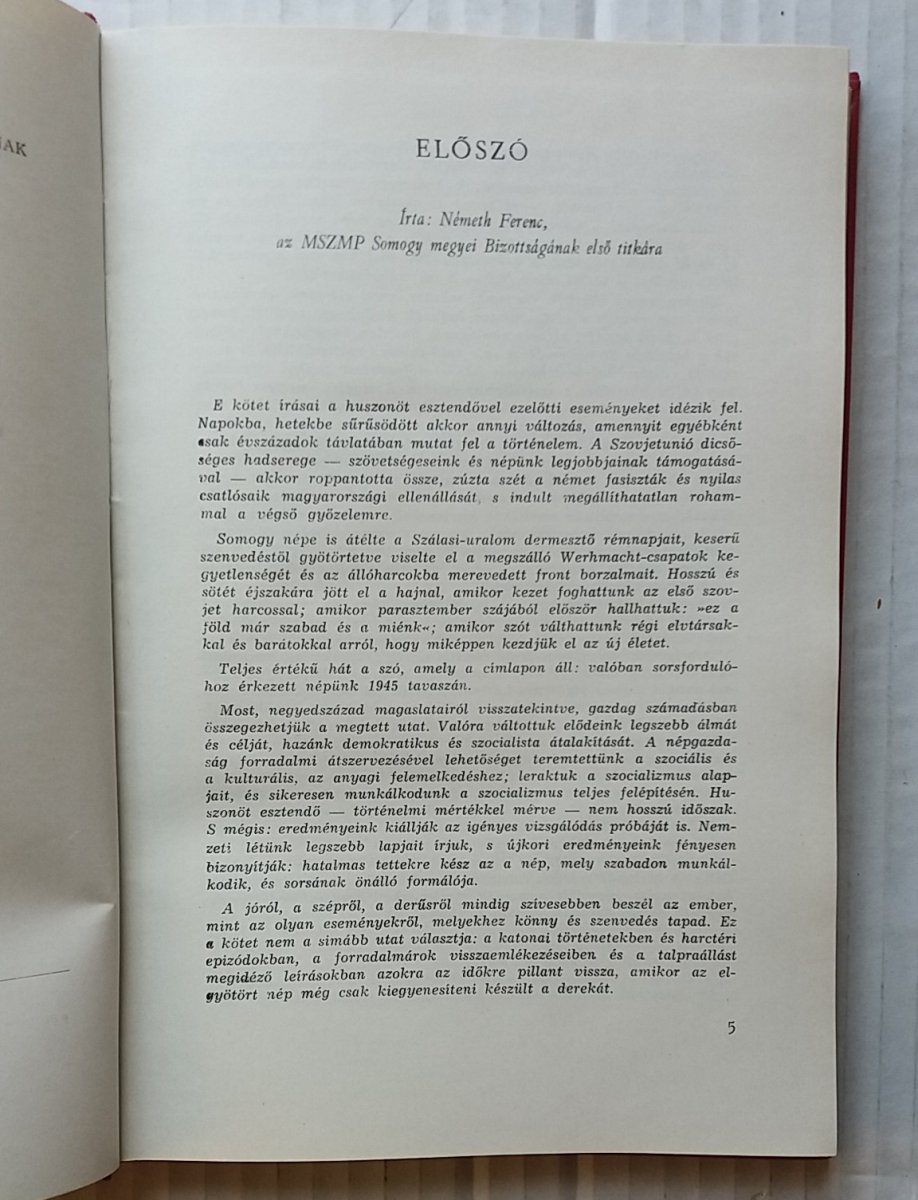 JAK
ELŐSZÓ
Írta: Németh Ferenc,
az MSZMP Somogy megyei Bizottságának első titkára
E kötet írásai a huszonöt esztendővel ezelőtti eseményeket idézik fel.
Napokba, hetekbe sűrűsödött akkor annyi változás, amennyit egyébként
csak évszázadok távlatában mutat fel a történelem. A Szovjetunió dicső-
séges hadserege — szövetségeseink és népünk legjobbjainak támogatásá-
val — akkor roppantotta össze, zúzta szét a német fasiszták és nyilas
csatlósaik magyarországi ellenállását, s indult megállíthatatlan roham-
mal a végső győzelemre.
Somogy népe is átélte a Szálasi-uralom dermesztő rémnapjait, keserű
szenvedéstől gyötörtetve viselte el a megszálló Werhmacht-csapatok ke-
gyetlenségét és az állóharcokba merevedett front borzalmait. Hosszú és
sötét éjszakára jött el a hajnal, amikor kezet foghattunk az első szov-
jet harcossal; amikor parasztember szájából először hallhattuk: »ez a
föld már szabad és a miénk«; amikor szót válthattunk régi elvtársak-
kal és barátokkal arról, hogy miképpen kezdjük el az új életet.
Teljes értékű hát a szó, amely a címlapon áll: valóban sorsforduló-
hoz érkezett népünk 1945 tavaszán.
Most, negyedszázad magaslatairól visszatekintve, gazdag számadásban
összegezhetjük a megtett utat. Valóra váltottuk elődeink legszebb álmát
és célját, hazánk demokratikus és szocialista átalakítását. A népgazda-
ság forradalmi átszervezésével lehetőséget teremtettünk a szociális és
a kulturális, az anyagi felemelkedéshez; leraktuk a szocializmus alap-
jait, és sikeresen munkálkodunk a szocializmus teljes felépítésén. Hu-
szonöt esztendő — történelmi mértékkel mérve — nem hosszú időszak.
S mégis: eredményeink kiállják az igényes vizsgálódás próbáját is. Nem-
zeti létünk legszebb lapjait írjuk, s újkori eredményeink fényesen
bizonyítják: hatalmas tettekre kész az a nép, mely szabadon munkál-
kodik, és sorsának önálló formálója.
A jóról, a szépről, a derűsről mindig szívesebben beszél az ember,
mint az olyan eseményekről, melyekhez könny és szenvedés tapad. Ez
a kötet nem a simább utat választja: a katonai történetekben és harctéri
epizódokban, a forradalmárok visszaemlékezéseiben és a talpraállást
megidéző leírásokban azokra az időkre pillant vissza, amikor az el-
gyötört nép még csak kiegyenesíteni készült a derekát.
5